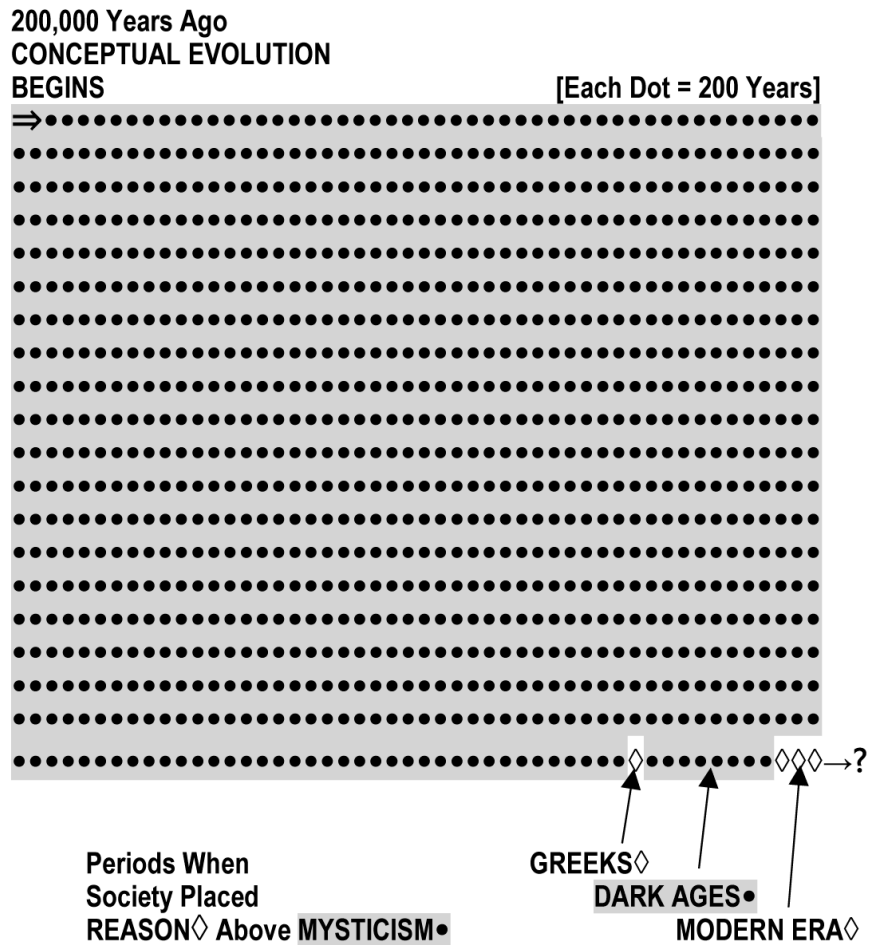 200,000 Years Ago
CONCEPTUAL EVOLUTION
BEGINS [Each Dot = 200 Years]
⇒
◊ ◊◊◊→?
GREEKS◊
DARK AGES•
MODERN ERA◊
Periods When
Society Placed
REASON◊ Above MYSTICISM•